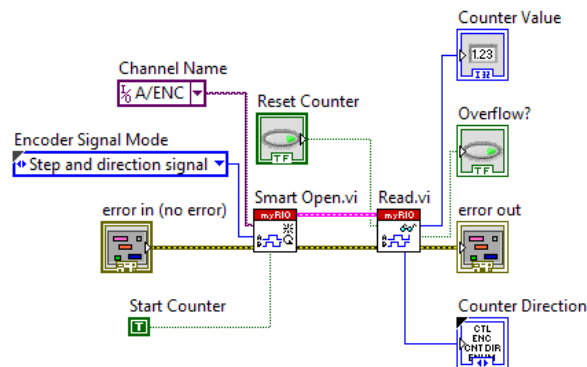 Counter Value
1.23
I32
Channel Name
I/O A/ENC
Reset Counter
TF
Overflow?
TF
Encoder Signal Mode
Step and direction signal
Smart Open.vi
Read.vi
myRIO
myRIO
A
B
A
B
error in (no error)
error out
Start Counter
T
Counter Direction
CTL
ENC
CNT DIR
ENUM